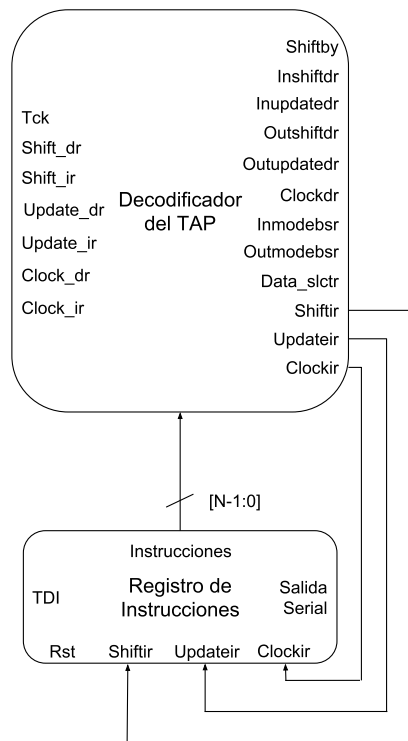 Shiftby
Inshiftdr
Inupdatedr
Outshiftdr
Outupdatedr
Clockdr
Inmodebsr
Outmodebsr
Data_slctr
Shiftir
Updateir
Clockir
Tck
Shift_dr
Shift_ir
Update_dr
Update_ir
Clock_dr
Clock_ir
Decodificador
del TAP
[N-1:0]
Instrucciones
TDI
Registro de
Instrucciones
Salida
Serial
Rst
Shiftir
Updateir
Clockir